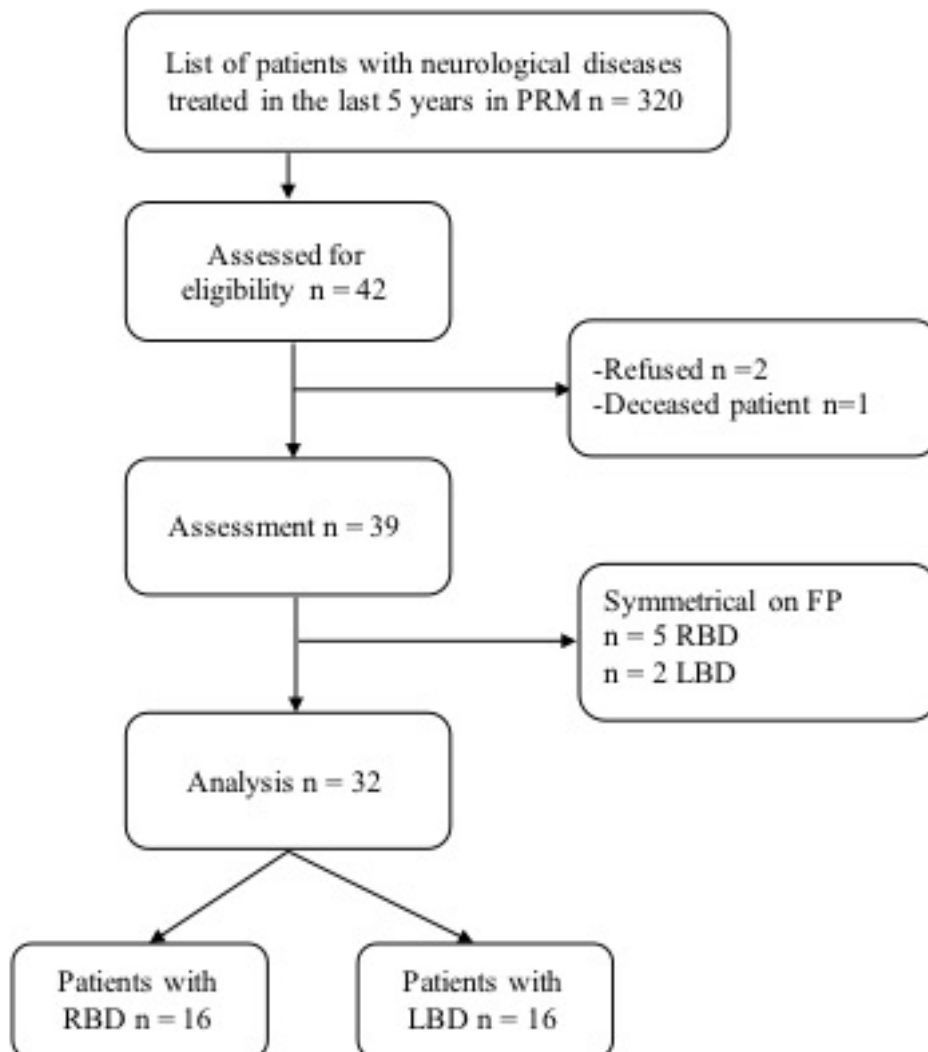 List of patients with neurological diseases
treated in the last 5 years in PRM n = 320
Assessed for
eligibility n = 42
-Refused n =2
-Deceased patient n=1
Assessment n = 39
Symmetrical on FP
n = 5 RBD
n = 2 LBD
Analysis n = 32
Patients with
RBD n = 16
Patients with
LBD n = 16